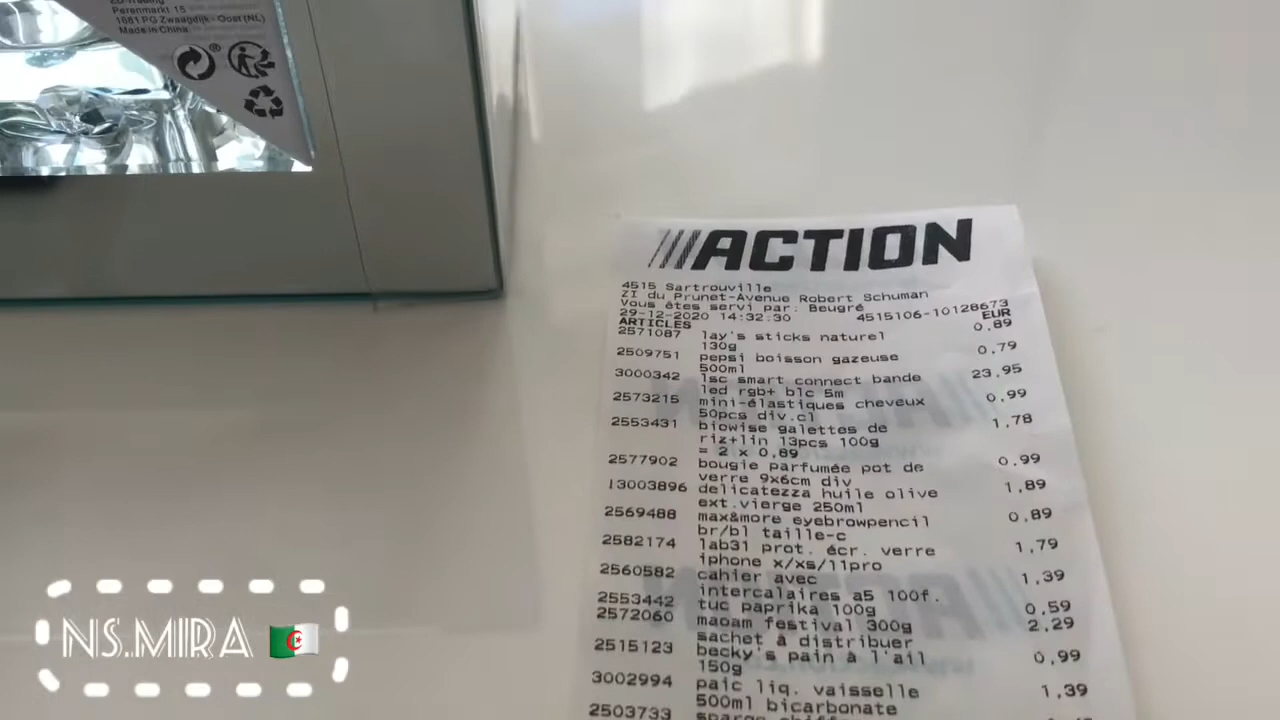 Perenmarkt 15
1681 PG Zwaagdijk - Oost (NL)
Made in China
///ACTION
4515 Sartrouville
ZI du Prunet-Avenue Robert Schuman
Vous êtes servi par: Beugré
29-12-2020 14:32:30 4515106-10128673
ARTICLES EUR
2571087 lay's sticks naturel 0,89
130g
2509751 pepsi boisson gazeuse 0,79
500ml
3000342 lsc smart connect bande 23,95
led rgb+ blc 5m
2573215 mini-élastiques cheveux 0,99
50pcs div.cl
2553431 biowise galettes de 1,78
riz+lin 13pcs 100g
= 2 x 0,89
2577902 bougie parfumée pot de 0,99
verre 9x6cm div
13003896 delicatezza huile olive 1,89
ext.vierge 250ml
2569488 max&more eyebrowpencil 0,89
br/bl taille-c
2582174 lab31 prot. écr. verre 1,79
iphone x/xs/11pro
2560582 cahier avec 1,39
intercalaires a5 100f.
2553442 tuc paprika 100g 0,59
2572060 maoam festival 300g 2,29
sachet à distribuer
2515123 becky's pain à l'ail 0,99
150g
3002994 paic liq. vaisselle 1,39
500ml bicarbonate
2503733
NS.MIRA